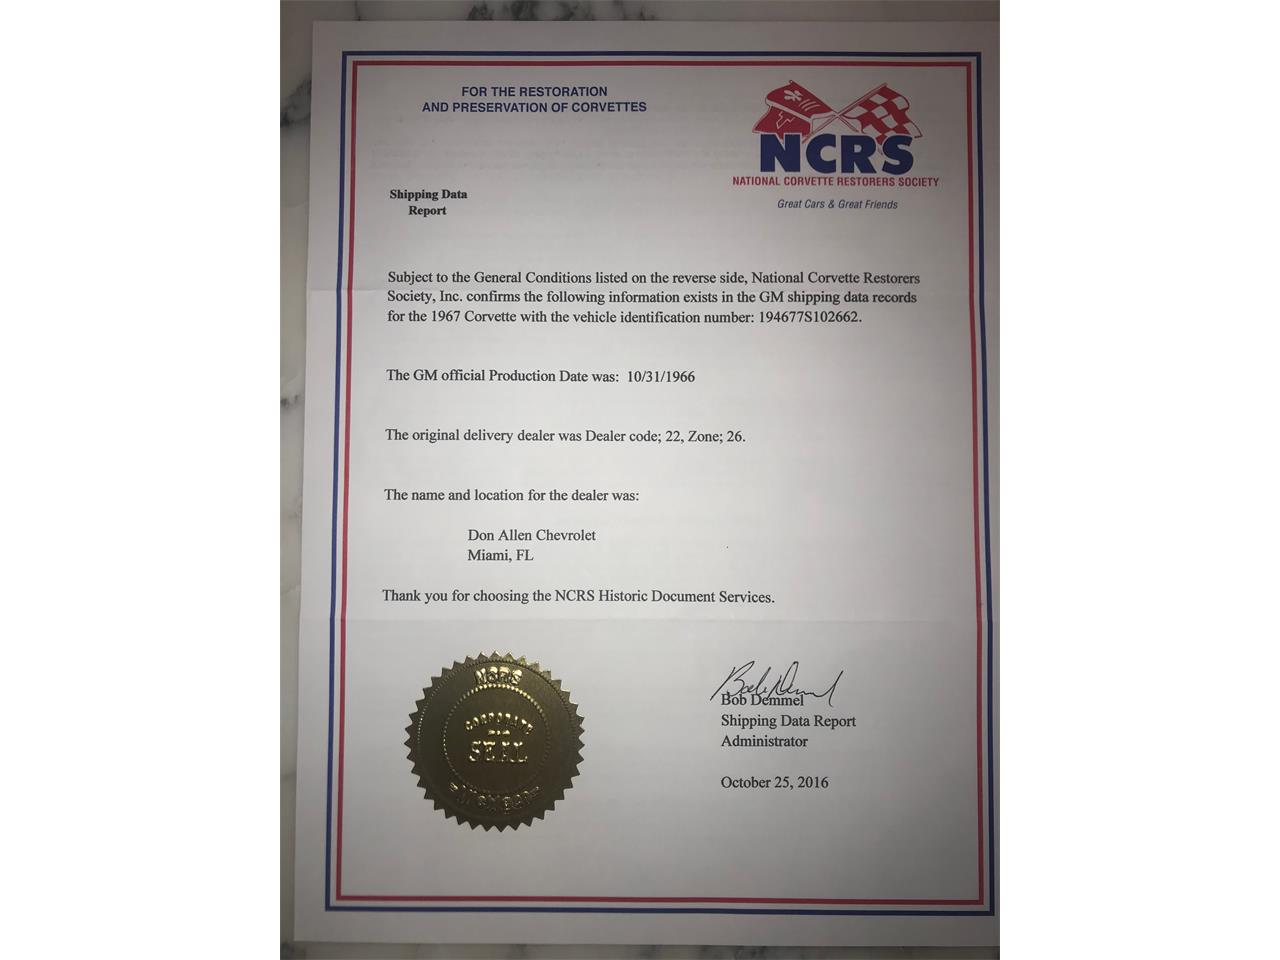 FOR THE RESTORATION
AND PRESERVATION OF CORVETTES
NCRS
NATIONAL CORVETTE RESTORERS SOCIETY
Great Cars & Great Friends
Shipping Data
Report
Subject to the General Conditions listed on the reverse side, National Corvette Restorers
Society, Inc. confirms the following information exists in the GM shipping data records
for the 1967 Corvette with the vehicle identification number: 194677S102662.
The GM official Production Date was: 10/31/1966
The original delivery dealer was Dealer code; 22, Zone; 26.
The name and location for the dealer was:
Don Allen Chevrolet
Miami, FL
Thank you for choosing the NCRS Historic Document Services.
NCRS
CORPORATE
SEAL
Bob Demmel
Bob Demmel
Shipping Data Report
Administrator
October 25, 2016